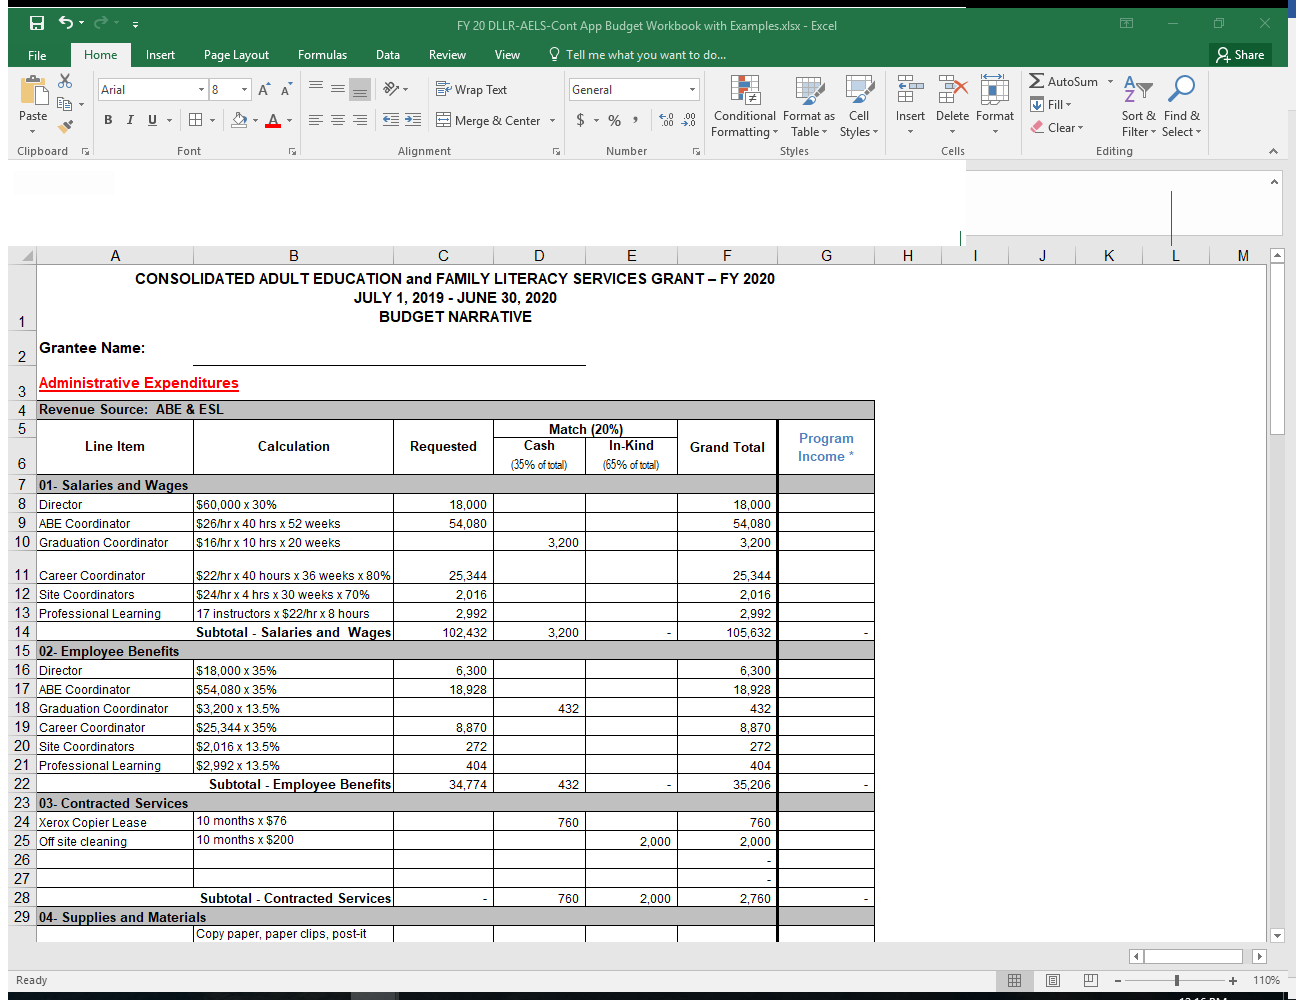 FY 20 DLLR-AELS-Cont App Budget Workbook with Examples.xlsx - Excel
File Home Insert Page Layout Formulas Data Review View Tell me what you want to do... Share
Arial 8 A A Wrap Text General AutoSum
Paste Fill
B I U A Merge & Center $ % , Conditional Formatting Format as Table Cell Styles Insert Delete Format Clear Sort & Filter Find & Select
Clipboard Font Alignment Number Styles Cells Editing
A B C D E F G H I J K L M
CONSOLIDATED ADULT EDUCATION and FAMILY LITERACY SERVICES GRANT – FY 2020
JULY 1, 2019 - JUNE 30, 2020
1 BUDGET NARRATIVE
2 Grantee Name:
3 Administrative Expenditures
4 Revenue Source: ABE & ESL
5 Match (20%)
Line Item Calculation Requested Cash In-Kind Grand Total Program Income *
6 (35% of total) (65% of total)
7 01- Salaries and Wages
8 Director $60,000 x 30% 18,000 18,000
9 ABE Coordinator $26/hr x 40 hrs x 52 weeks 54,080 54,080
10 Graduation Coordinator $16/hr x 10 hrs x 20 weeks 3,200 3,200
11 Career Coordinator $22/hr x 40 hours x 36 weeks x 80% 25,344 25,344
12 Site Coordinators $24/hr x 4 hrs x 30 weeks x 70% 2,016 2,016
13 Professional Learning 17 instructors x $22/hr x 8 hours 2,992 2,992
14 Subtotal - Salaries and Wages 102,432 3,200 - 105,632 -
15 02- Employee Benefits
16 Director $18,000 x 35% 6,300 6,300
17 ABE Coordinator $54,080 x 35% 18,928 18,928
18 Graduation Coordinator $3,200 x 13.5% 432 432
19 Career Coordinator $25,344 x 35% 8,870 8,870
20 Site Coordinators $2,016 x 13.5% 272 272
21 Professional Learning $2,992 x 13.5% 404 404
22 Subtotal - Employee Benefits 34,774 432 - 35,206 -
23 03- Contracted Services
24 Xerox Copier Lease 10 months x $76 760 760
25 Off site cleaning 10 months x $200 2,000 2,000
26 -
27 -
28 Subtotal - Contracted Services - 760 2,000 2,760 -
29 04- Supplies and Materials
Copy paper, paper clips, post-it
Ready 110%